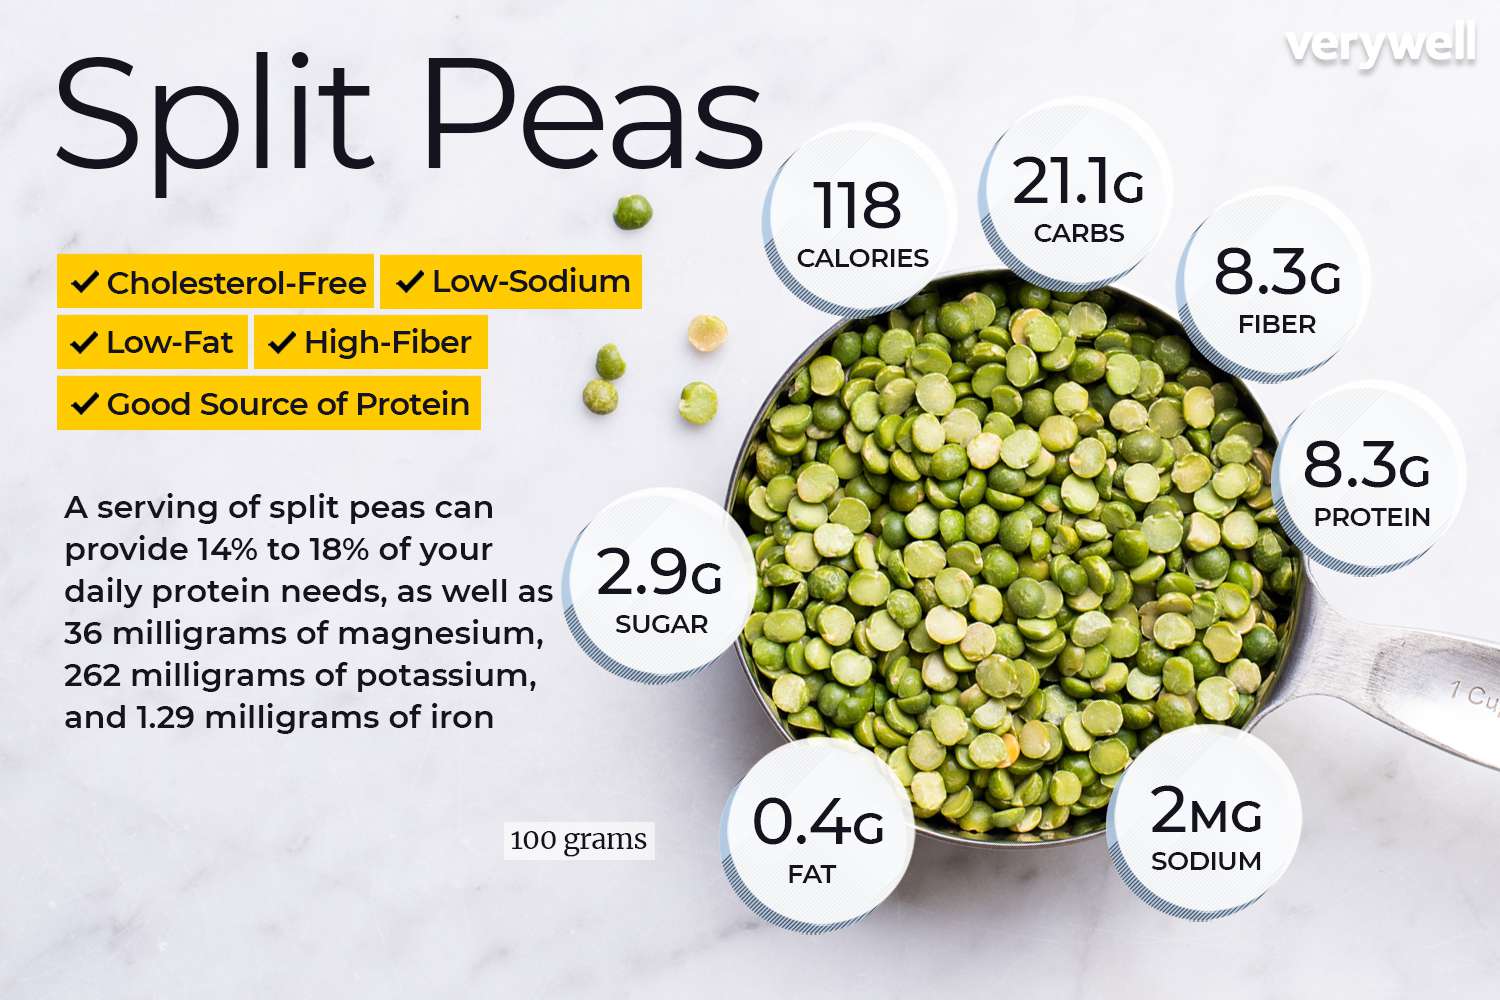 verywell
Split Peas
Cholesterol-Free
Low-Sodium
Low-Fat
High-Fiber
Good Source of Protein
A serving of split peas can
provide 14% to 18% of your
daily protein needs, as well as
36 milligrams of magnesium,
262 milligrams of potassium,
and 1.29 milligrams of iron
118
CALORIES
21.1G
CARBS
8.3G
FIBER
8.3G
PROTEIN
2.9G
SUGAR
0.4G
FAT
2MG
SODIUM
100 grams
1 Cu